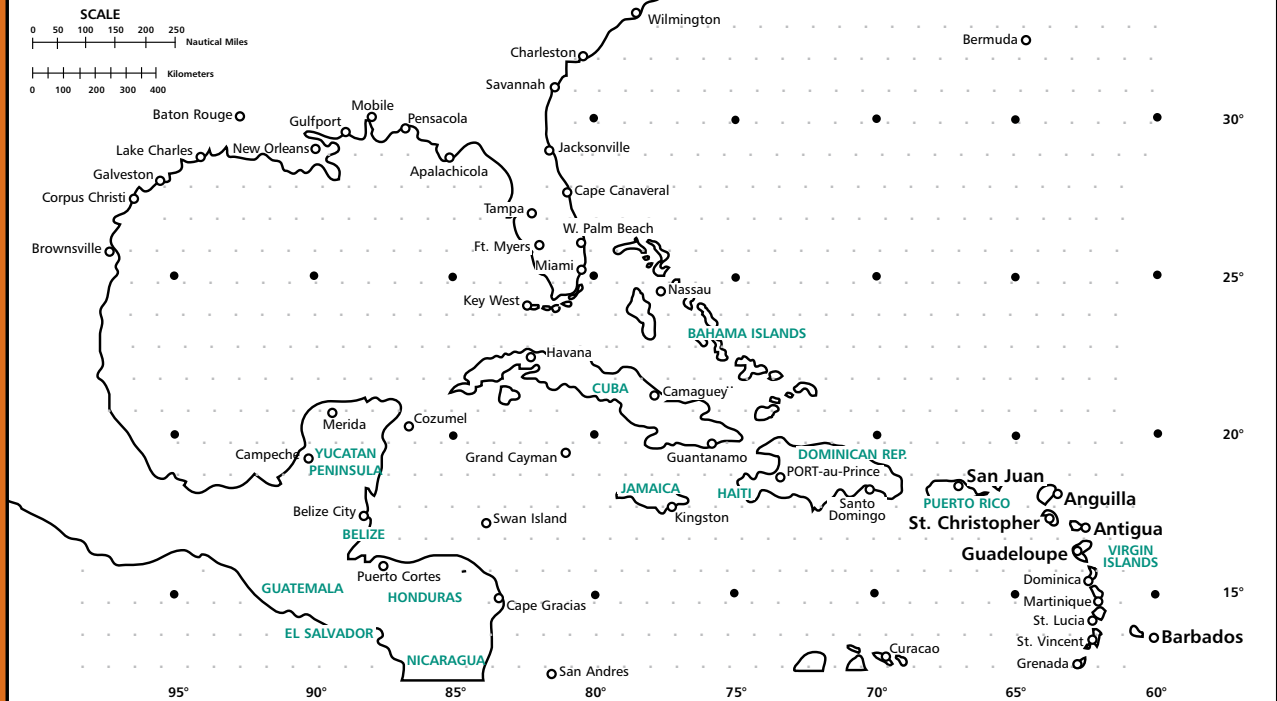 SCALE
0 50 100 150 200 250
Nautical Miles
Kilometers
0 100 200 300 400
Wilmington
Bermuda
Charleston
Savannah
Baton Rouge
Mobile
Gulfport
Pensacola
30°
Lake Charles
New Orleans
Jacksonville
Apalachicola
Galveston
Corpus Christi
Cape Canaveral
Tampa
W. Palm Beach
Brownsville
Ft. Myers
Miami
25°
Key West
Nassau
BAHAMA ISLANDS
Havana
CUBA
Camaguey
Merida
Cozumel
20°
Campeche
YUCATAN
PENINSULA
Grand Cayman
Guantanamo
DOMINICAN REP.
PORT-au-Prince
San Juan
JAMAICA
HAITI
Anguilla
PUERTO RICO
Santo
Domingo
Belize City
Swan Island
Kingston
St. Christopher
Antigua
BELIZE
Guadeloupe
VIRGIN
ISLANDS
Puerto Cortes
Dominica
GUATEMALA
HONDURAS
15°
Cape Gracias
Martinique
St. Lucia
EL SALVADOR
Barbados
St. Vincent
Curacao
NICARAGUA
Grenada
San Andres
95° 90° 85° 80° 75° 70° 65° 60°